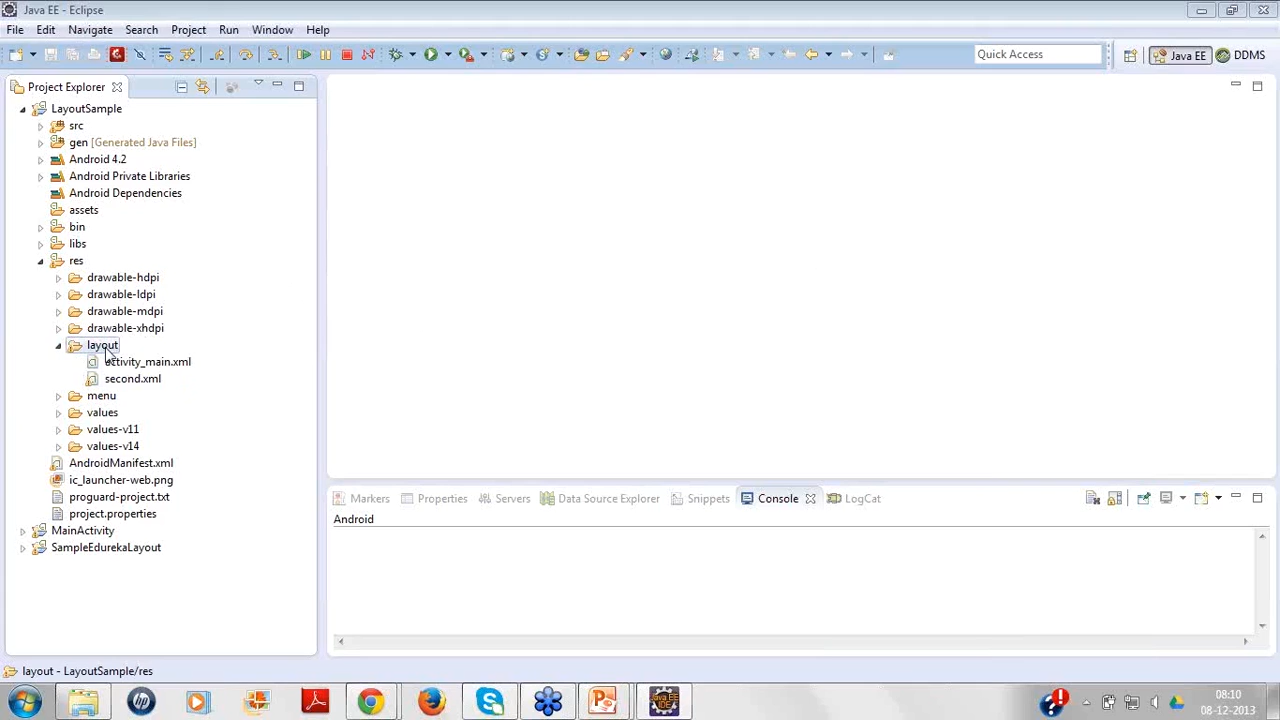 Java EE - Eclipse
File Edit Navigate Search Project Run Window Help
Quick Access
Java EE
DDMS
Project Explorer
LayoutSample
src
gen [Generated Java Files]
Android 4.2
Android Private Libraries
Android Dependencies
assets
bin
libs
res
drawable-hdpi
drawable-ldpi
drawable-mdpi
drawable-xhdpi
layout
activity_main.xml
second.xml
menu
values
values-v11
values-v14
AndroidManifest.xml
ic_launcher-web.png
proguard-project.txt
project.properties
MainActivity
SampleEdurekaLayout
Markers Properties Servers Data Source Explorer Snippets Console LogCat
Android
layout - LayoutSample/res
08:10
08-12-2013